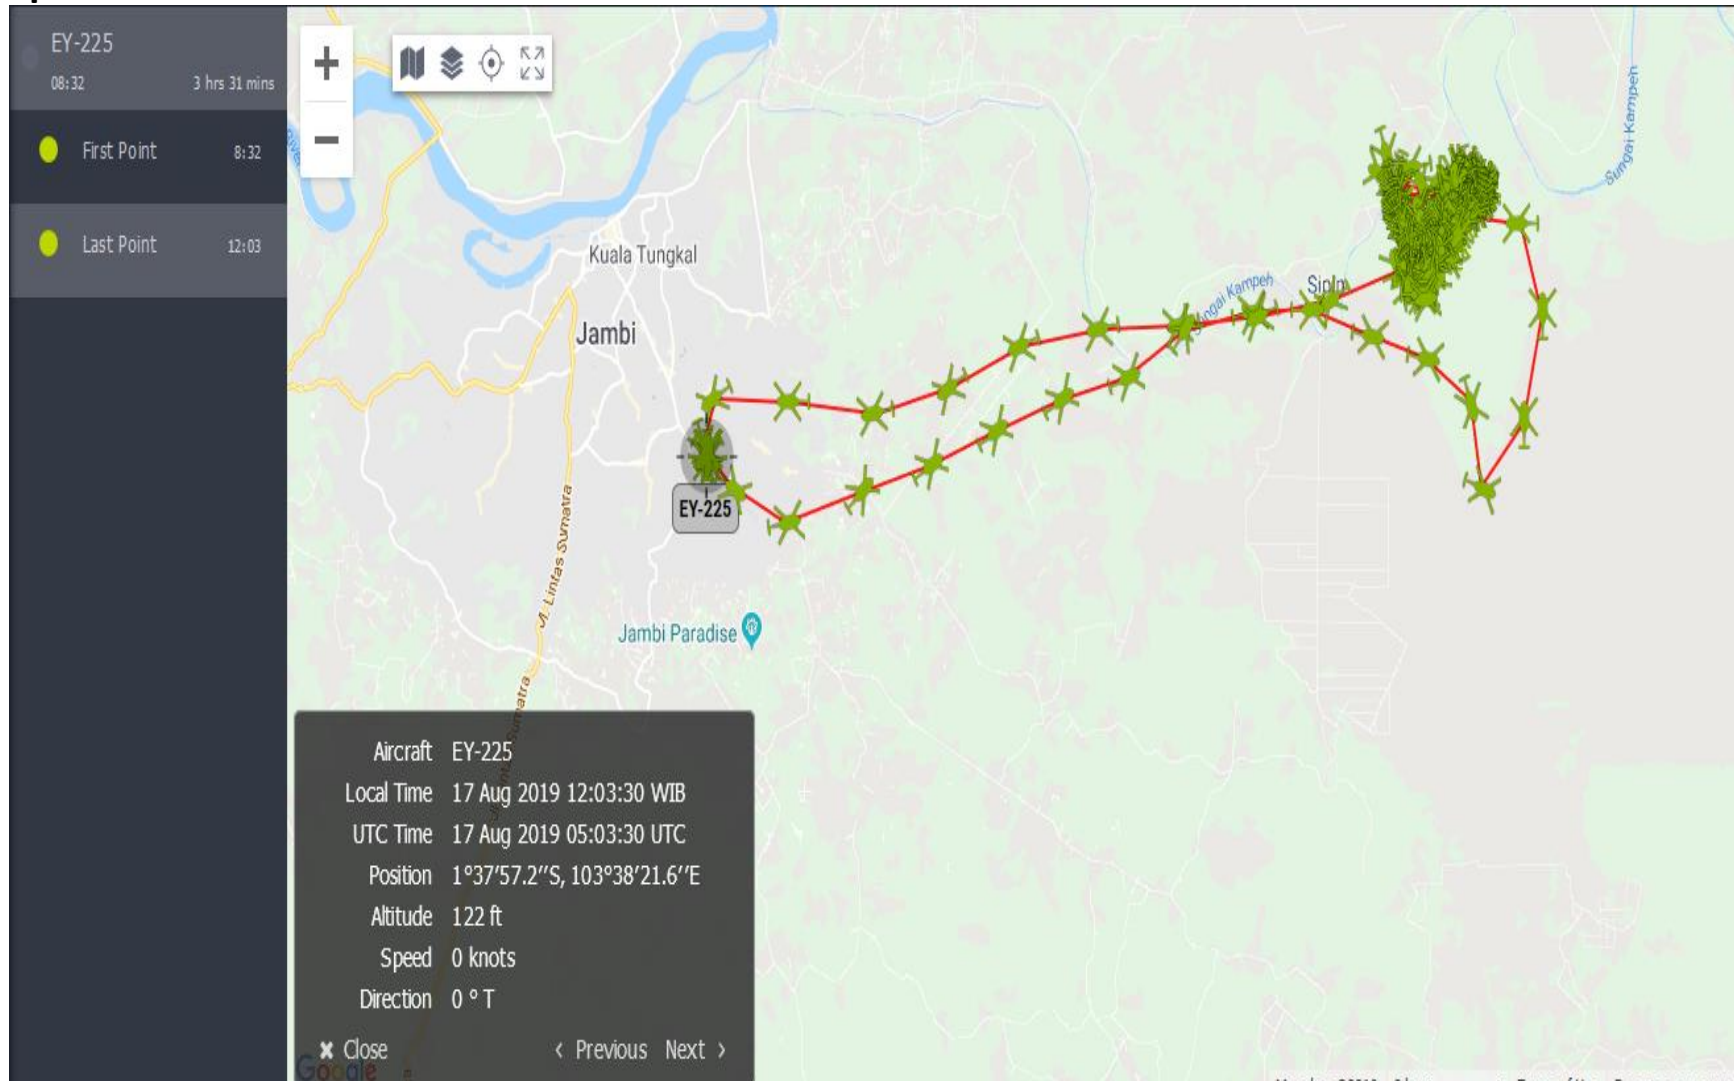 EY-225
08:32 3 hrs 31 mins
First Point 8:32
Last Point 12:03
Sungai Kampeh
Kuala Tungkal
Sungai Kampeh
Sipin
Jambi
EY-225
Jl. Lintas Sumatra
Jambi Paradise
Sumatra
Aircraft EY-225
Local Time 17 Aug 2019 12:03:30 WIB
UTC Time 17 Aug 2019 05:03:30 UTC
Position 1°37'57.2''S, 103°38'21.6''E
Altitude 122 ft
Speed 0 knots
Direction 0 ° T
✖ Close ‹ Previous Next ›
Google